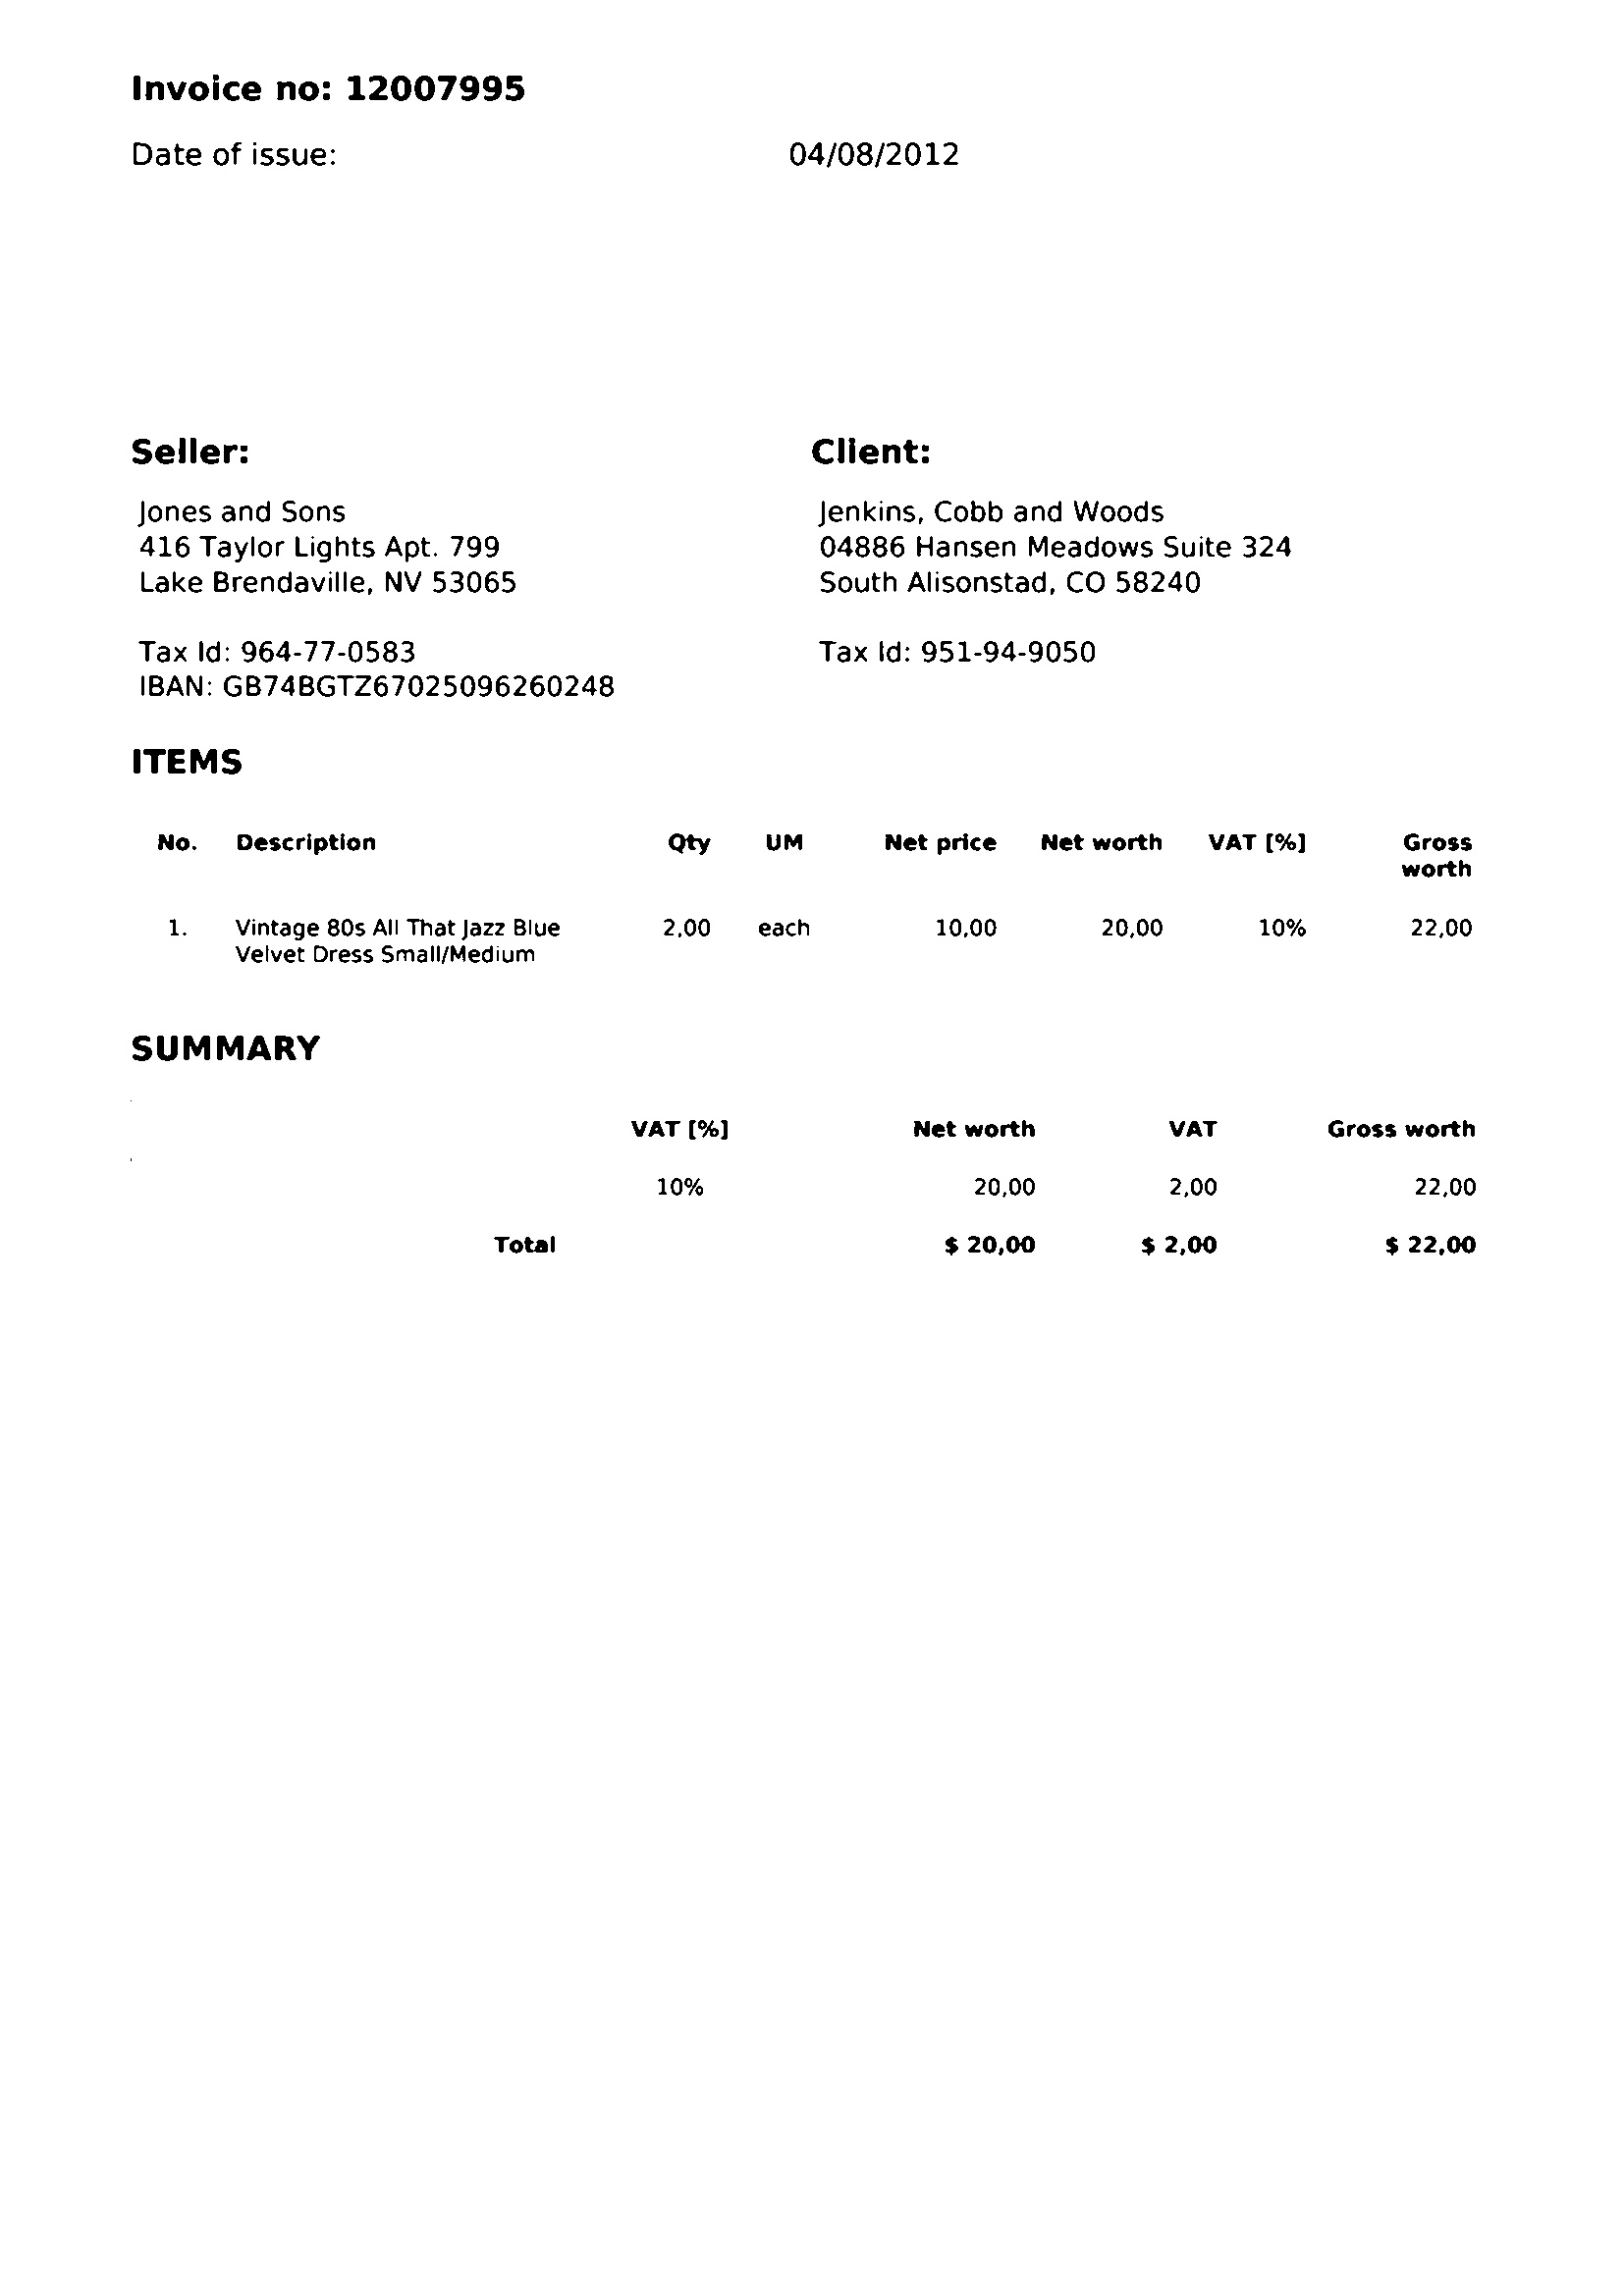 Invoice no: 12007995
Date of issue: 04/08/2012
Seller:
Jones and Sons
416 Taylor Lights Apt. 799
Lake Brendaville, NV 53065
Tax Id: 964-77-0583
IBAN: GB74BGTZ67025096260248
Client:
Jenkins, Cobb and Woods
04886 Hansen Meadows Suite 324
South Alisonstad, CO 58240
Tax Id: 951-94-9050
ITEMS
No. Description Qty UM Net price Net worth VAT [%] Gross
worth
1. Vintage 80s All That Jazz Blue 2,00 each 10,00 20,00 10% 22,00
Velvet Dress Small/Medium
SUMMARY
VAT [%] Net worth VAT Gross worth
10% 20,00 2,00 22,00
Total $ 20,00 $ 2,00 $ 22,00